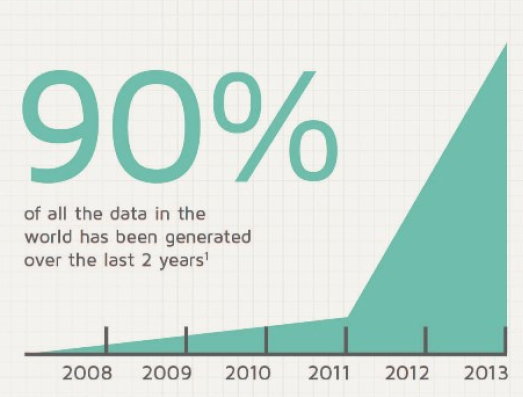 90%
of all the data in the
world has been generated
over the last 2 years¹
2008 2009 2010 2011 2012 2013